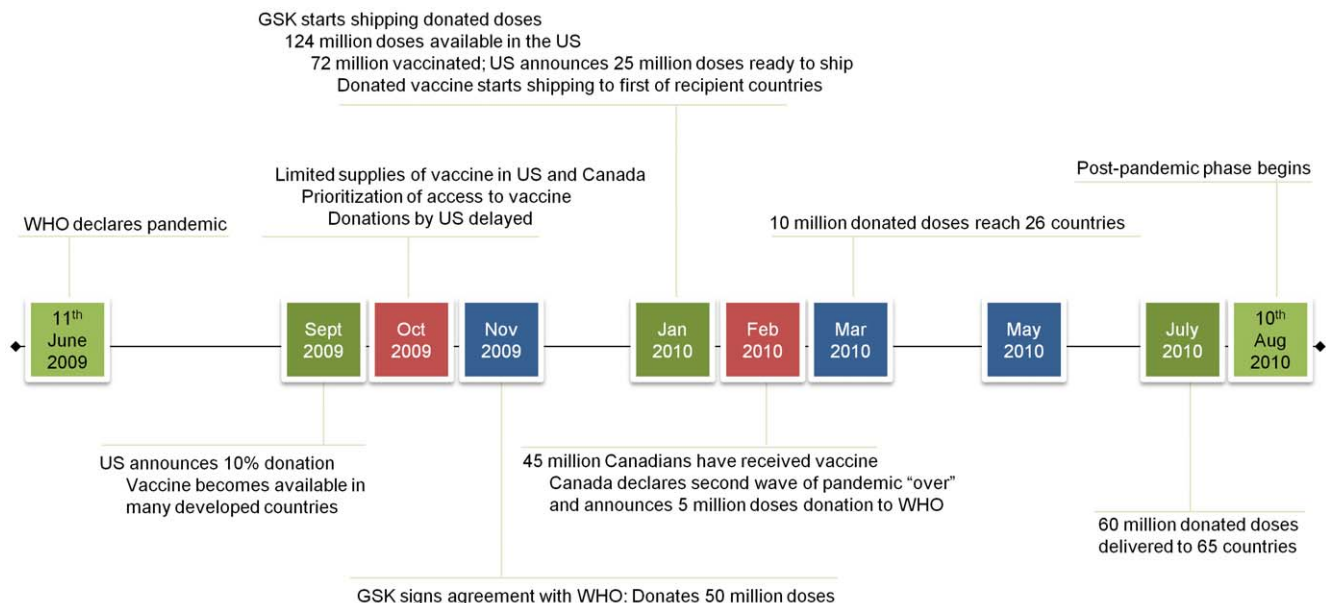 GSK starts shipping donated doses
124 million doses available in the US
72 million vaccinated; US announces 25 million doses ready to ship
Donated vaccine starts shipping to first of recipient countries
Limited supplies of vaccine in US and Canada
Prioritization of access to vaccine
Donations by US delayed
Post-pandemic phase begins
WHO declares pandemic
10 million donated doses reach 26 countries
11th
June
2009
Sept
2009
Oct
2009
Nov
2009
Jan
2010
Feb
2010
Mar
2010
May
2010
July
2010
10th
Aug
2010
US announces 10% donation
Vaccine becomes available in
many developed countries
45 million Canadians have received vaccine
Canada declares second wave of pandemic “over”
and announces 5 million doses donation to WHO
60 million donated doses
delivered to 65 countries
GSK signs agreement with WHO: Donates 50 million doses